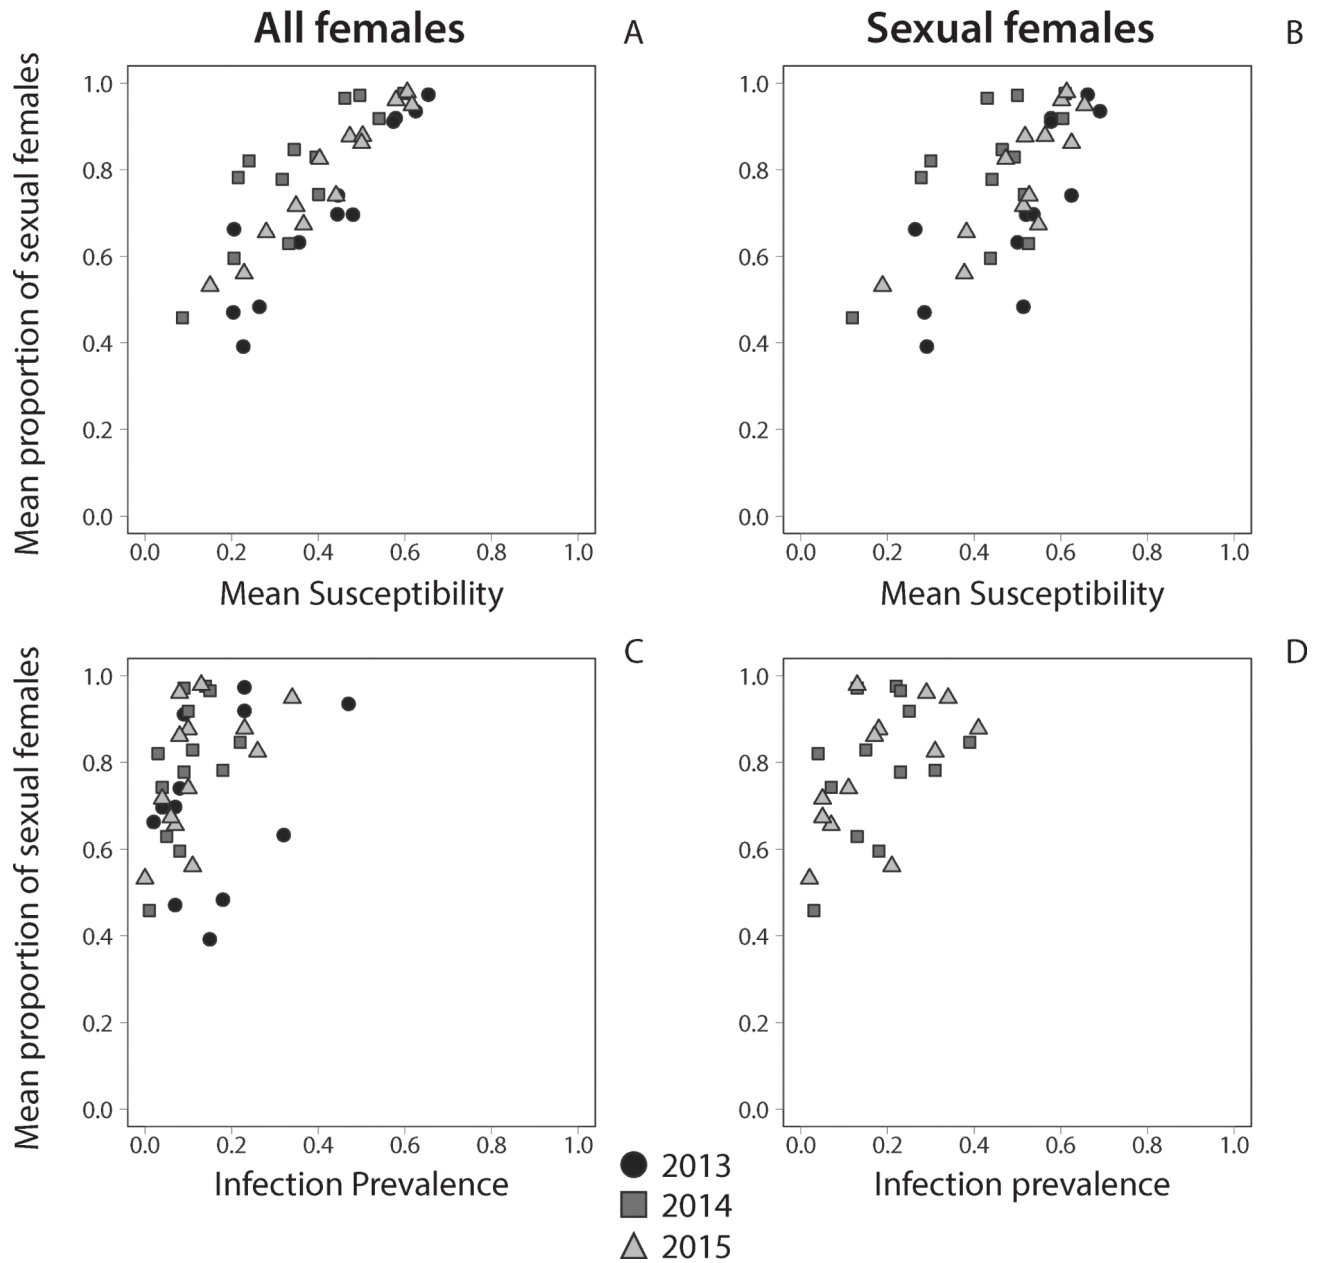 All females
A
Sexual females
B
Mean proportion of sexual females
1.0
0.8
0.6
0.4
0.2
0.0
0.0 0.2 0.4 0.6 0.8 1.0
Mean Susceptibility
1.0
0.8
0.6
0.4
0.2
0.0
0.0 0.2 0.4 0.6 0.8 1.0
Mean Susceptibility
C
D
Mean proportion of sexual females
1.0
0.8
0.6
0.4
0.2
0.0
0.0 0.2 0.4 0.6 0.8 1.0
Infection Prevalence
1.0
0.8
0.6
0.4
0.2
0.0
0.0 0.2 0.4 0.6 0.8 1.0
Infection prevalence
2013
2014
2015